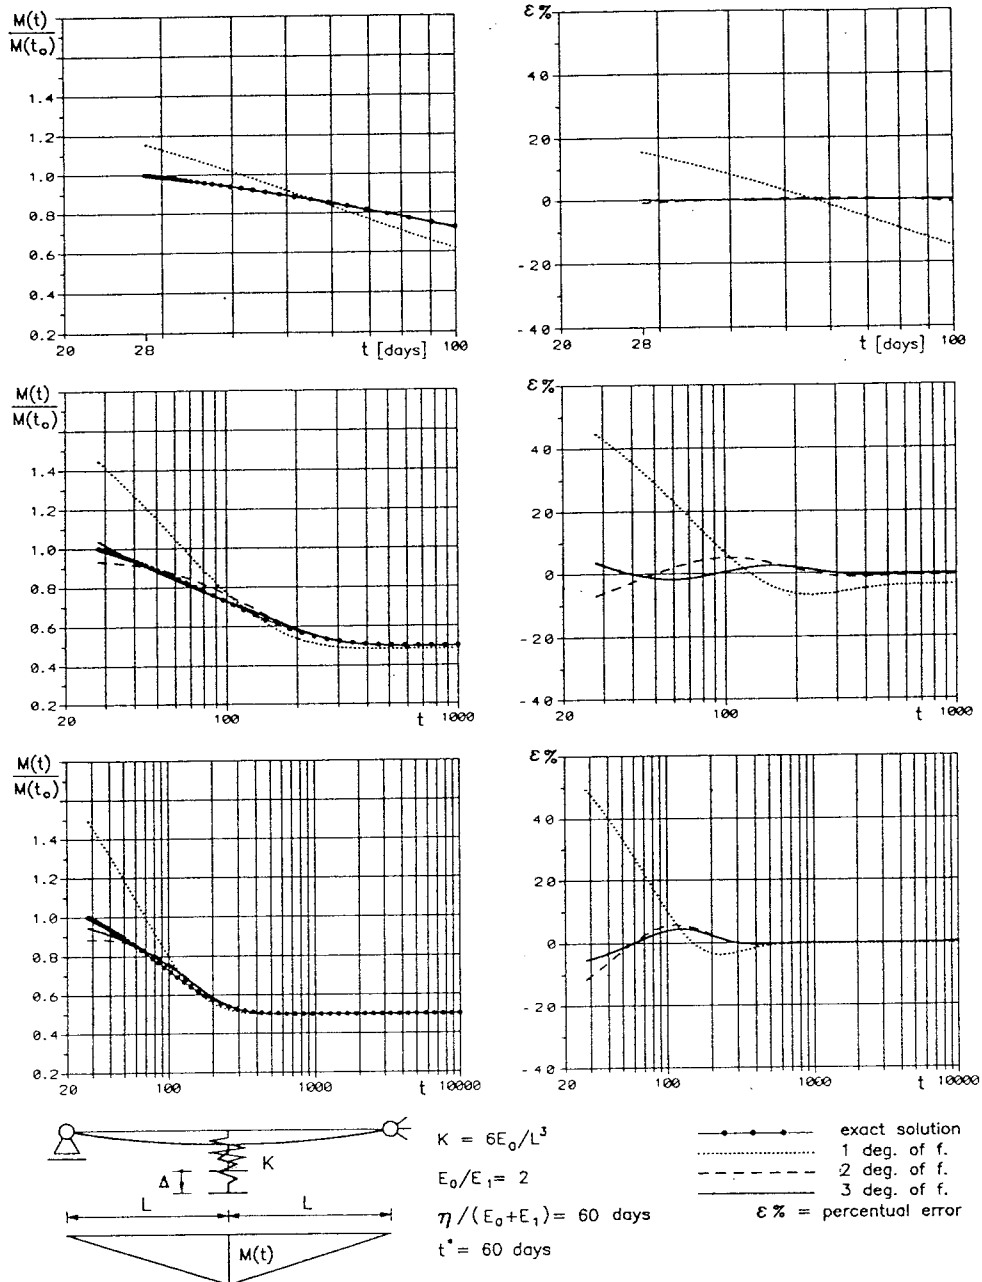 M(t)
M(t₀)
1.4
1.2
1.0
0.8
0.6
0.4
0.2
20
28
t [days]
100
ε%
40
20
0
-20
-40
20
28
t [days]
100
M(t)
M(t₀)
1.4
1.2
1.0
0.8
0.6
0.4
0.2
20
100
t
1000
ε%
40
20
0
-20
-40
20
100
t
1000
M(t)
M(t₀)
1.4
1.2
1.0
0.8
0.6
0.4
0.2
20
100
1000
t
10000
ε%
40
20
0
-20
-40
20
100
1000
t
10000
K
Δ
L
L
M(t)
K = 6E₀/L³
E₀/E₁ = 2
η/(E₀+E₁) = 60 days
t* = 60 days
exact solution
1 deg. of f.
2 deg. of f.
3 deg. of f.
ε% = percentual error